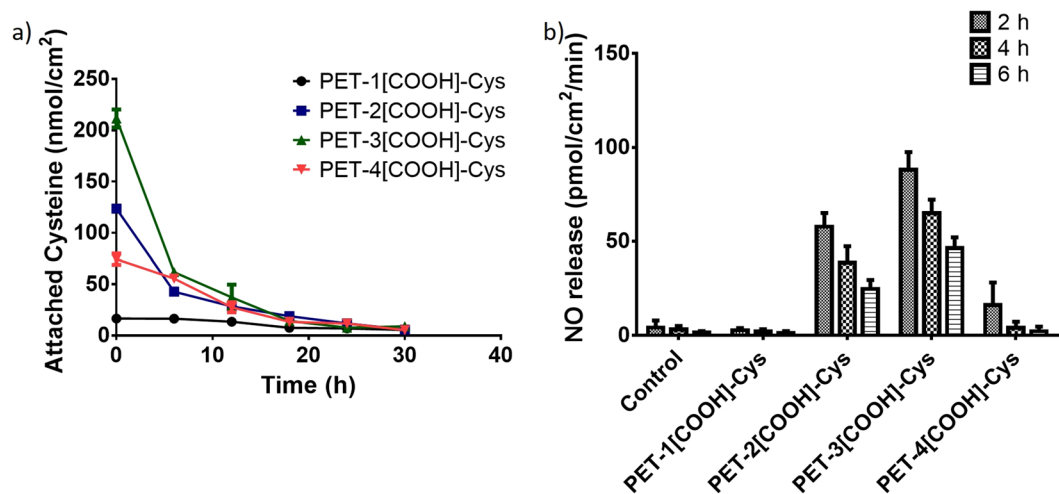 a)
Attached Cysteine (nmol/cm²)
250
200
150
100
50
0
0
10
20
30
40
Time (h)
PET-1[COOH]-Cys
PET-2[COOH]-Cys
PET-3[COOH]-Cys
PET-4[COOH]-Cys
b)
NO release (pmol/cm²/min)
150
100
50
0
2 h
4 h
6 h
Control
PET-1[COOH]-Cys
PET-2[COOH]-Cys
PET-3[COOH]-Cys
PET-4[COOH]-Cys